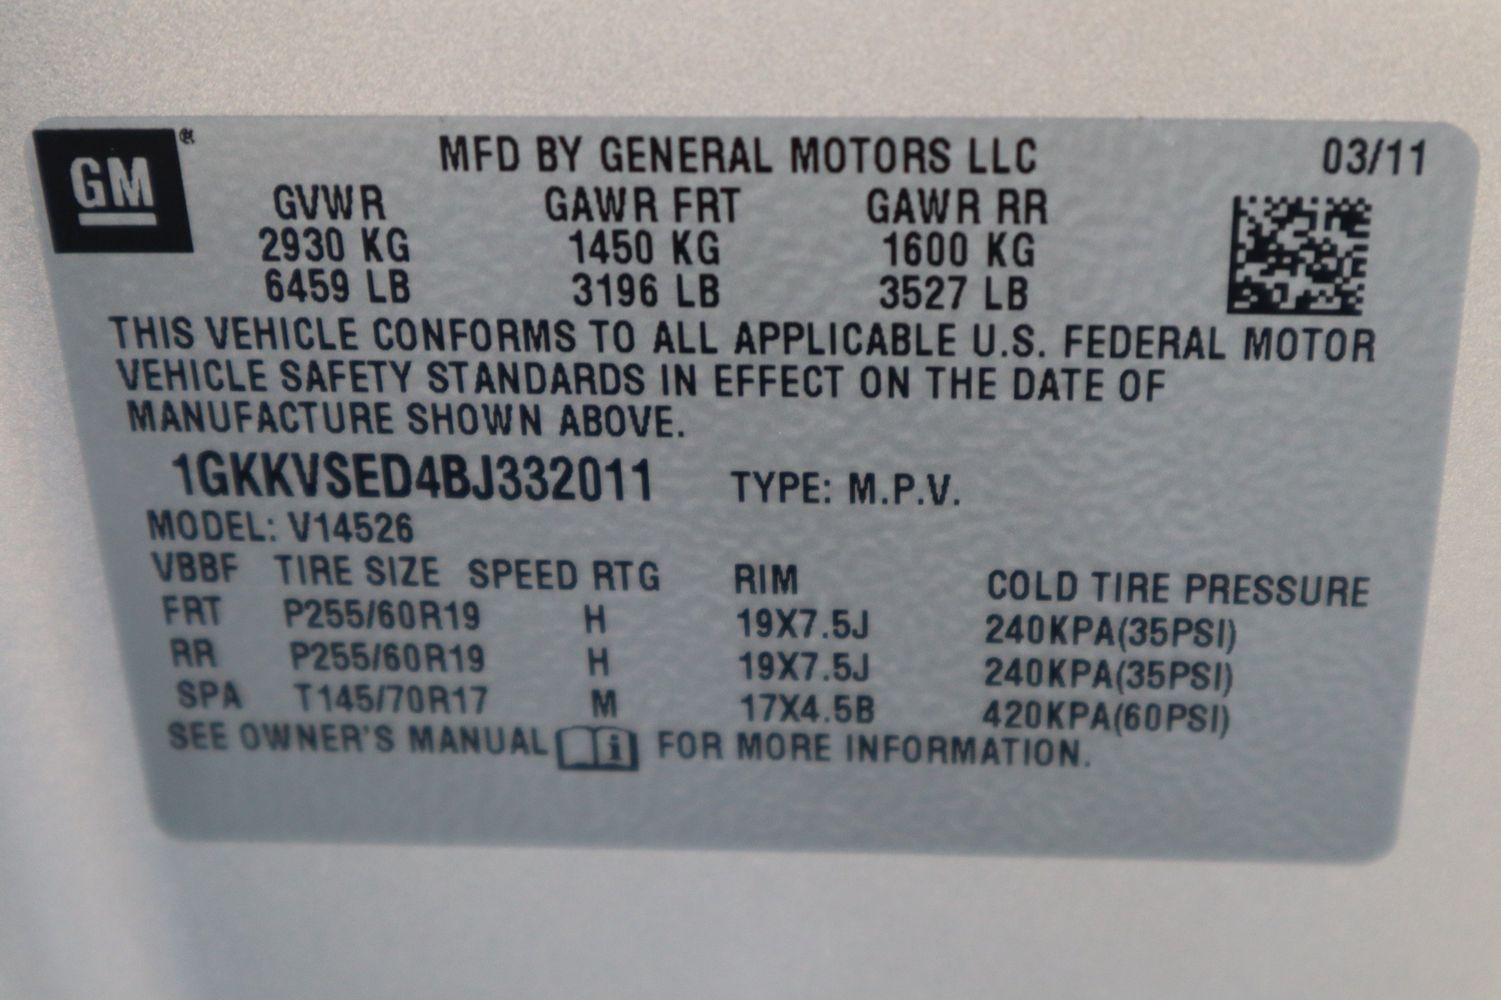 GM®
MFD BY GENERAL MOTORS LLC 03/11
GVWR GAWR FRT GAWR RR
2930 KG 1450 KG 1600 KG
6459 LB 3196 LB 3527 LB
THIS VEHICLE CONFORMS TO ALL APPLICABLE U.S. FEDERAL MOTOR
VEHICLE SAFETY STANDARDS IN EFFECT ON THE DATE OF
MANUFACTURE SHOWN ABOVE.
1GKKVSED4BJ332011 TYPE: M.P.V.
MODEL: V14526
VBBF TIRE SIZE SPEED RTG RIM COLD TIRE PRESSURE
FRT P255/60R19 H 19X7.5J 240KPA(35PSI)
RR P255/60R19 H 19X7.5J 240KPA(35PSI)
SPA T145/70R17 M 17X4.5B 420KPA(60PSI)
SEE OWNER'S MANUAL i FOR MORE INFORMATION.